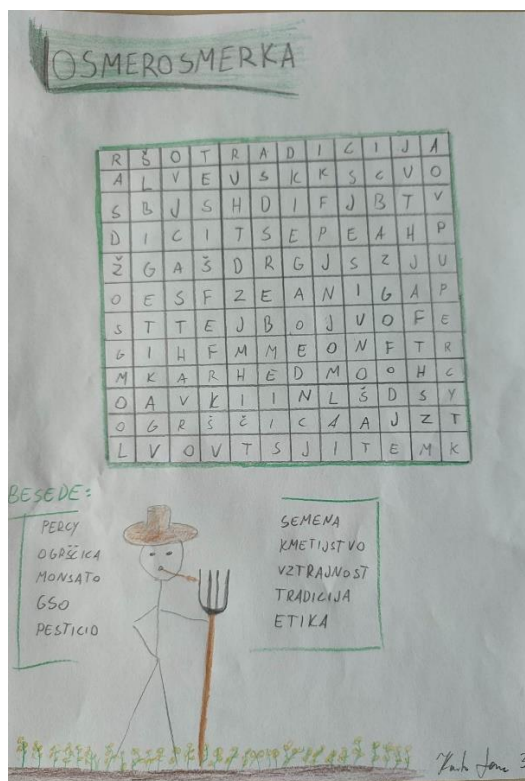 OSMEROSMERKA
R Š O T R A D I C I J A
A L V E U S K K S C U O
S B J S H D I F J B T V
D I C I T S E P E A H P
Ž G A Š D R G J S Z J U
O E S F Z E A N I G A P
S T T E J B O J U O F E
G I H F M M E O N F T R
M K A R H E D M O O H C
O A V K I I N L Š D S Y
O G R Š Č I C A A J Z T
L V O V T S J I T E M K
BESEDE:
PERCY
OGRŠČICA
MONSATO
GSO
PESTICID
SEMENA
KMETIJSTVO
VZTRAJNOST
TRADICIJA
ETIKA